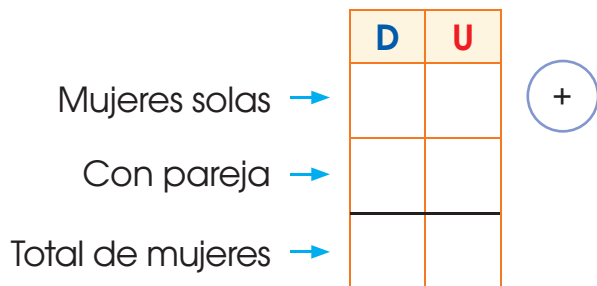 D U
Mujeres solas → +
Con pareja →
Total de mujeres →